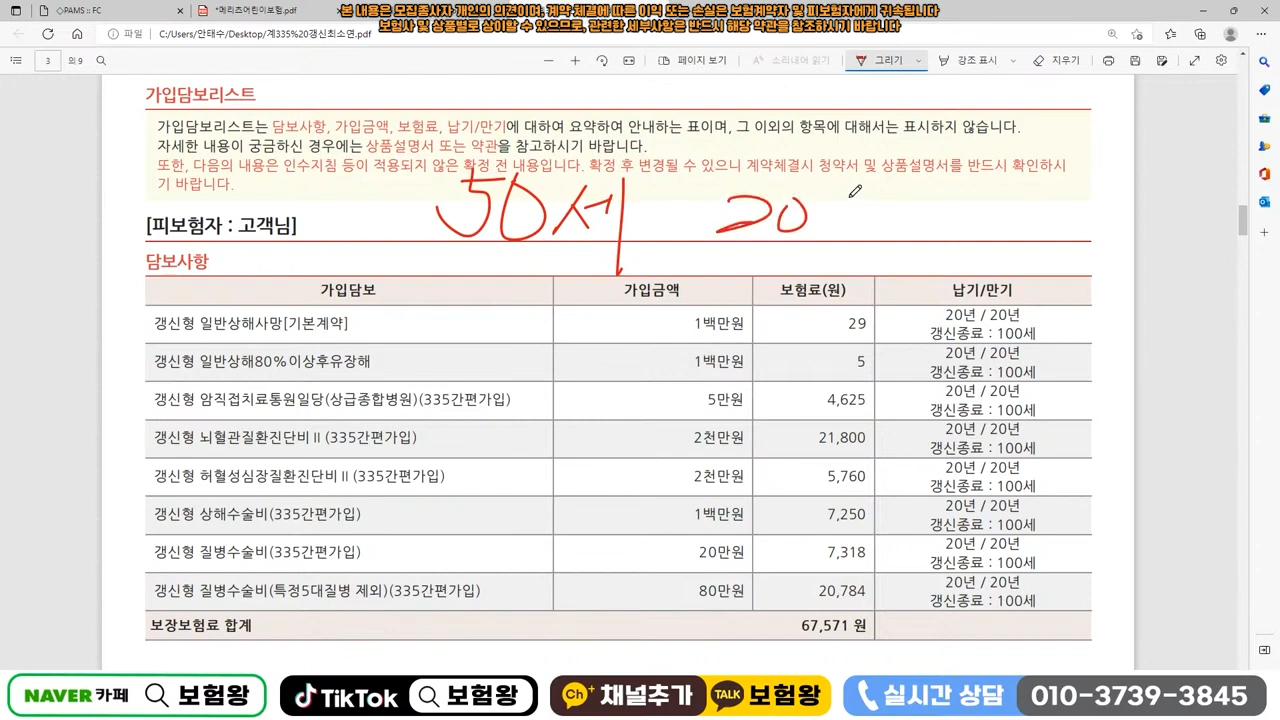 ◇PAMS :: FC
*메리츠어린이보험.pdf
본 내용은 모집종사자 개인의 의견이며, 계약 체결에 따른 이익 또는 손실은 보험계약자 및 피보험자에게 귀속됩니다
보험사 및 상품별로 상이할 수 있으므로, 관련한 세부사항은 반드시 해당 약관을 참조하시기 바랍니다
파일 C:/Users/안태수/Desktop/계335%20갱신최소연.pdf
3 의 9
페이지 보기 소리내어 읽기 그리기 강조 표시 지우기
가입담보리스트
가입담보리스트는 담보사항, 가입금액, 보험료, 납기/만기에 대하여 요약하여 안내하는 표이며, 그 이외의 항목에 대해서는 표시하지 않습니다.
자세한 내용이 궁금하신 경우에는 상품설명서 또는 약관을 참고하시기 바랍니다.
또한, 다음의 내용은 인수지침 등이 적용되지 않은 확정 전 내용입니다. 확정 후 변경될 수 있으니 계약체결시 청약서 및 상품설명서를 반드시 확인하시
기 바랍니다.
50세 20
[피보험자 : 고객님]
담보사항
가입담보 가입금액 보험료(원) 납기/만기
갱신형 일반상해사망[기본계약] 1백만원 29 20년 / 20년
갱신종료 : 100세
갱신형 일반상해80%이상후유장해 1백만원 5 20년 / 20년
갱신종료 : 100세
갱신형 암직접치료통원일당(상급종합병원)(335간편가입) 5만원 4,625 20년 / 20년
갱신종료 : 100세
갱신형 뇌혈관질환진단비Ⅱ(335간편가입) 2천만원 21,800 20년 / 20년
갱신종료 : 100세
갱신형 허혈성심장질환진단비Ⅱ(335간편가입) 2천만원 5,760 20년 / 20년
갱신종료 : 100세
갱신형 상해수술비(335간편가입) 1백만원 7,250 20년 / 20년
갱신종료 : 100세
갱신형 질병수술비(335간편가입) 20만원 7,318 20년 / 20년
갱신종료 : 100세
갱신형 질병수술비(특정5대질병 제외)(335간편가입) 80만원 20,784 20년 / 20년
갱신종료 : 100세
보장보험료 합계 67,571 원
NAVER 카페 보험왕 TikTok 보험왕 Ch+ 채널추가 TALK 보험왕 실시간 상담 010-3739-3845